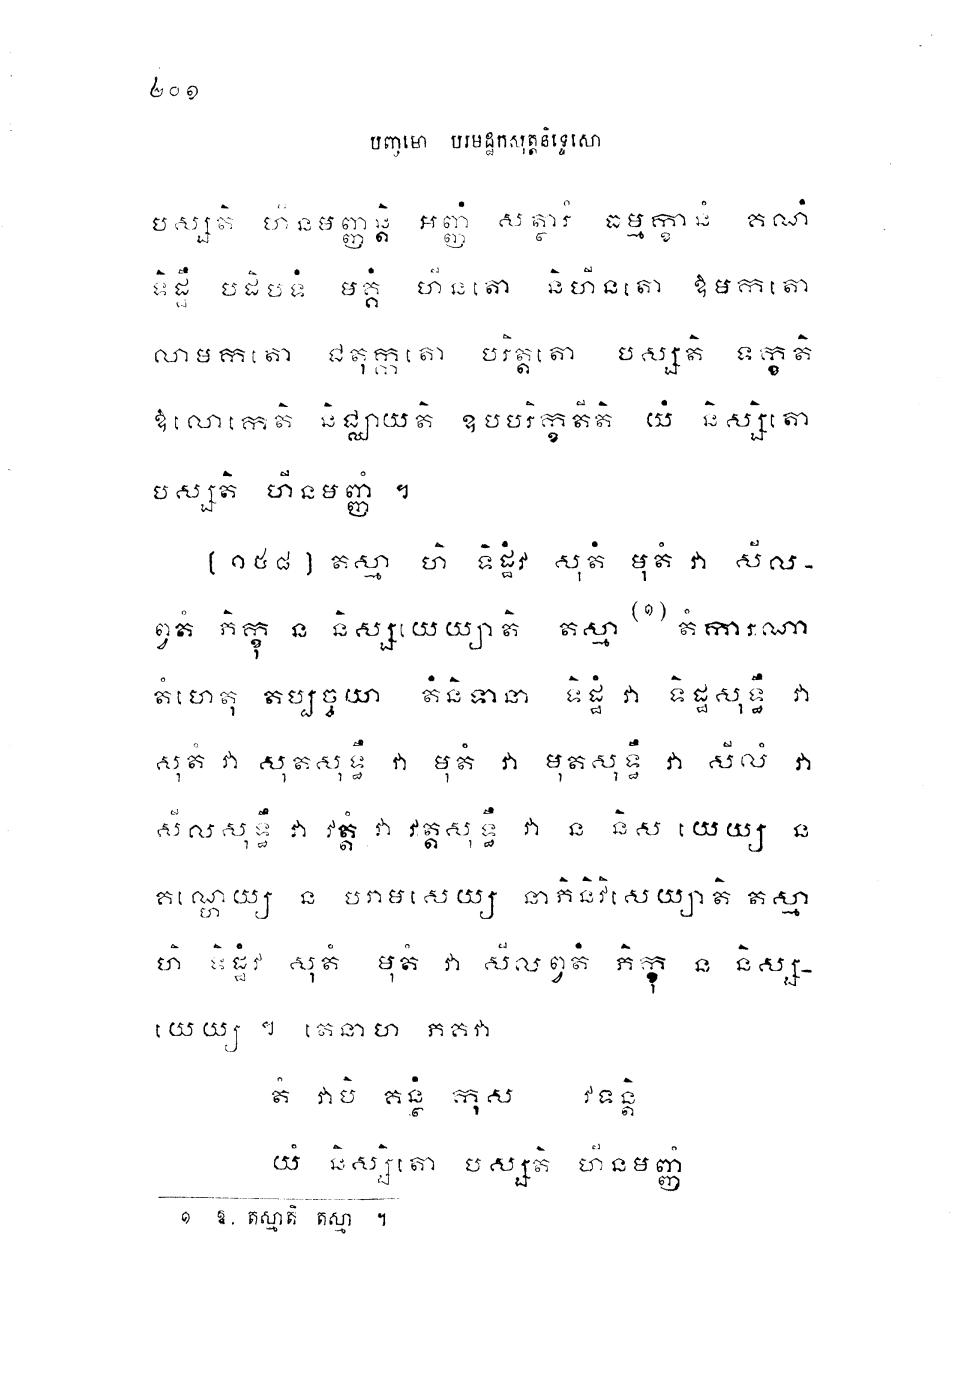 ២០១
បញ្ចមោ បរមដ្ឋកសុត្តនិទ្ទេសោ
បស្សតិ ហីនមញ្ញន្តិ អញ្ញំ សត្ថារំ ធម្មក្ខានំ គណំ
ទិដ្ឋឹ បដិបទំ មគ្គំ ហីនតោ និហីនតោ ឱមកតោ
លាមកតោ ជតុក្កតោ បរិត្តតោ បស្សតិ ទក្ខតិ
ឱលោកេតិ និជ្ឈាយតិ ឧបបរិក្ខតីតិ យំ និស្សិតោ
បស្សតិ ហីនមញ្ញំ ។
[១៥៨] តស្មា ហិ ទិដ្ឋំវ សុតំ មុតំ វា សីល-
ព្វតំ ភិក្ខុ ន និស្សយេយ្យាតិ តស្មា (១) តំការណា
តំហេតុ តប្បច្ចយា តំនិទានា ទិដ្ឋំ វា ទិដ្ឋសុទ្ធឹ វា
សុតំ វា សុតសុទ្ធឹ វា មុតំ វា មុតសុទ្ធឹ វា សីលំ វា
សីលសុទ្ធឹ វា វត្តំ វា វត្តសុទ្ធឹ វា ន និស យេយ្យ ន
គណ្ហេយ្យ ន បរាមសេយ្យ នាភិនិវិសេយ្យាតិ តស្មា
ហិ ទិដ្ឋំវ សុតំ មុតំ វា សីលព្វតំ ភិក្ខុ ន និស្ស-
យេយ្យ ។ តេនាហ ភគវា
តំ វាបិ គន្ថំ កុស វទន្តិ
យំ និស្សិតោ បស្សតិ ហីនមញ្ញំ
១ ឱ. តស្មាតិ តស្មា ។